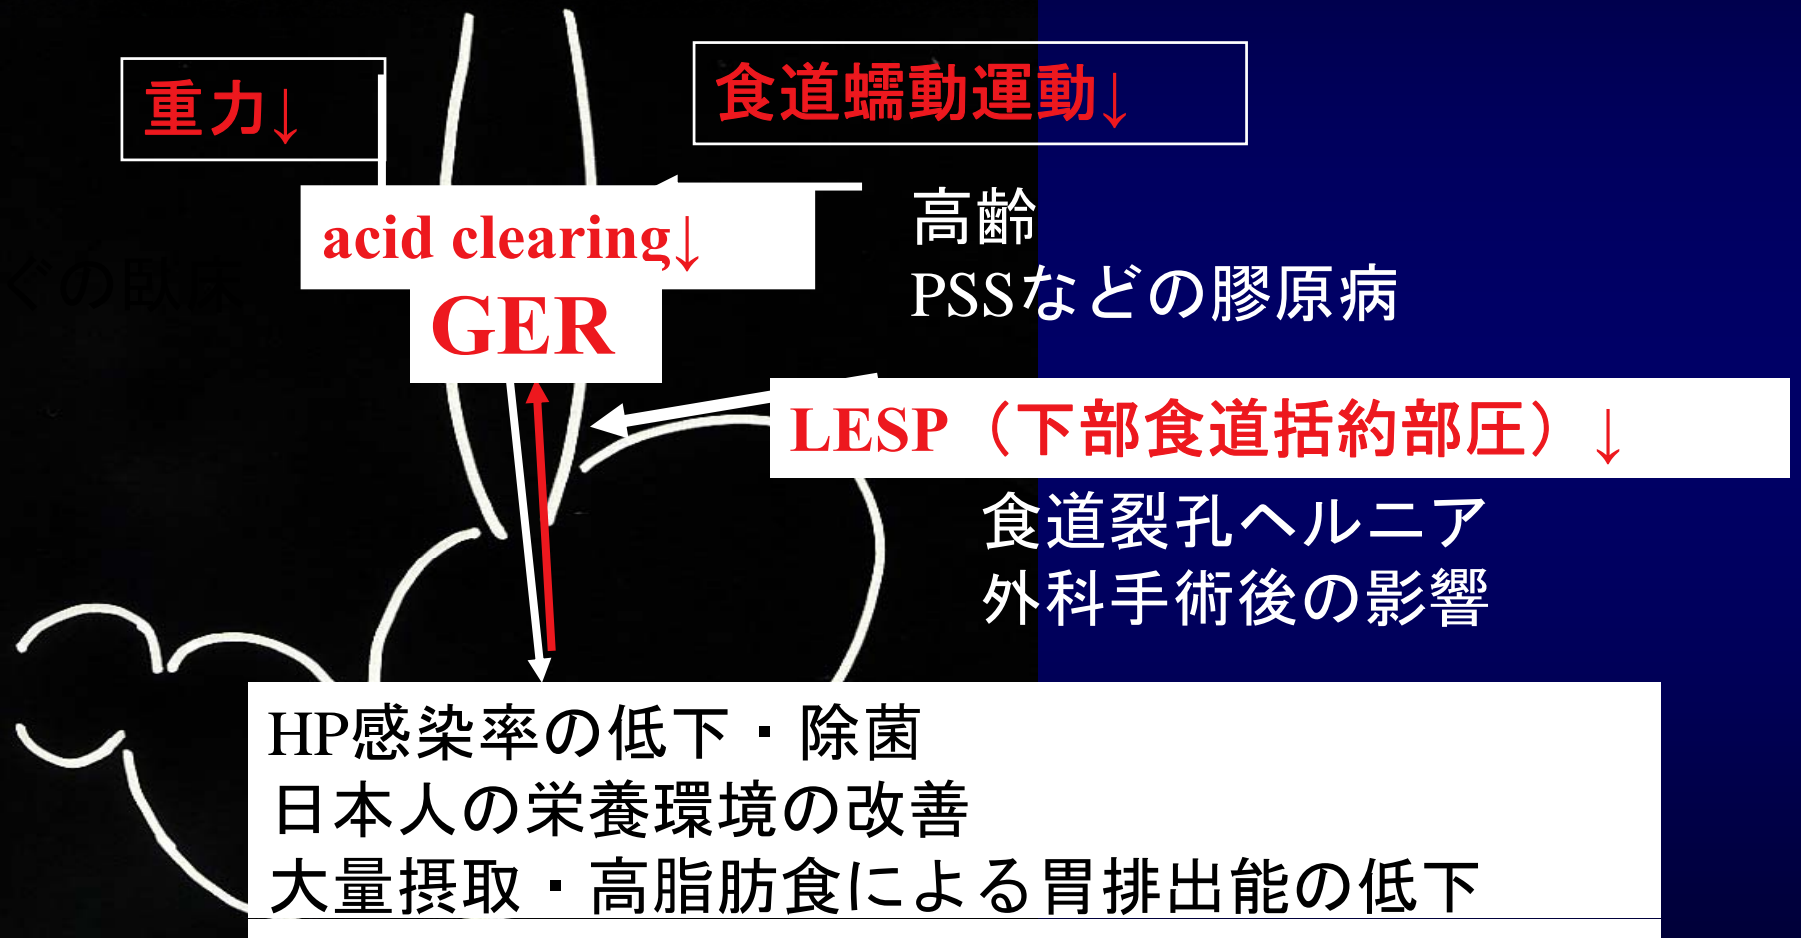 重力↓
食道蠕動運動↓
acid clearing↓
高齢
ぐの臥床
PSSなどの膠原病
GER
LESP（下部食道括約部圧）↓
食道裂孔ヘルニア
外科手術後の影響
HP感染率の低下・除菌
日本人の栄養環境の改善
大量摂取・高脂肪食による胃排出能の低下